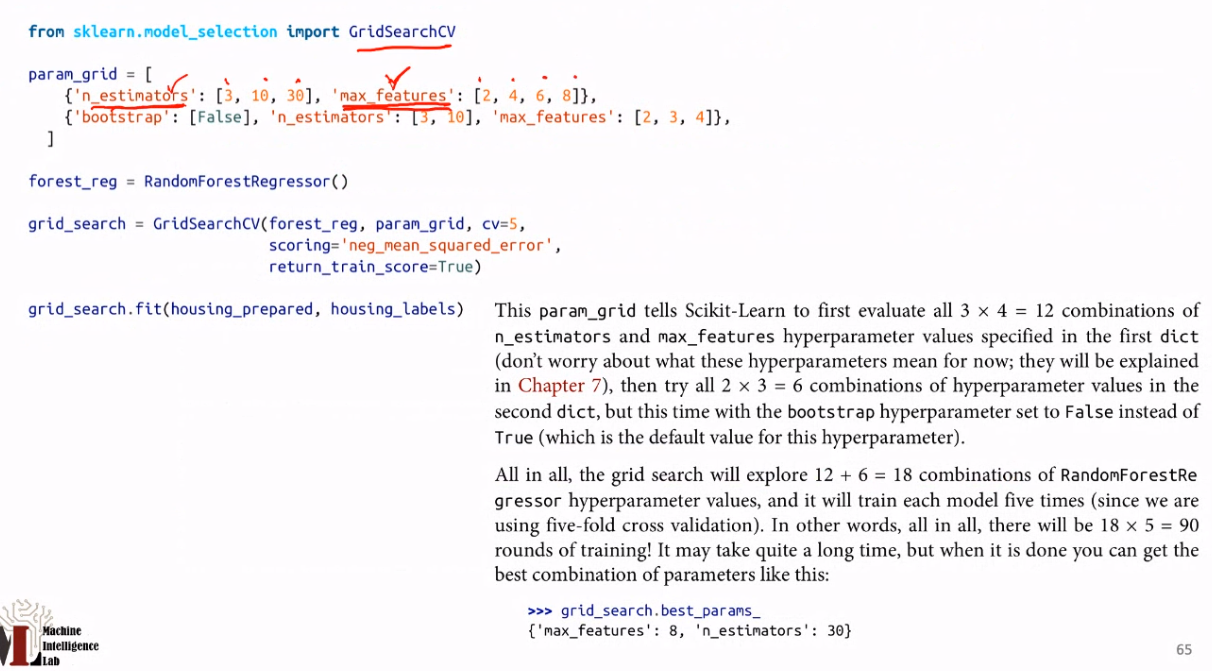 from sklearn.model_selection import GridSearchCV
param_grid = [
    {'n_estimators': [3, 10, 30], 'max_features': [2, 4, 6, 8]},
    {'bootstrap': [False], 'n_estimators': [3, 10], 'max_features': [2, 3, 4]},
  ]
forest_reg = RandomForestRegressor()
grid_search = GridSearchCV(forest_reg, param_grid, cv=5,
                           scoring='neg_mean_squared_error',
                           return_train_score=True)
grid_search.fit(housing_prepared, housing_labels)
This param_grid tells Scikit-Learn to first evaluate all 3 × 4 = 12 combinations of
n_estimators and max_features hyperparameter values specified in the first dict
(don’t worry about what these hyperparameters mean for now; they will be explained
in Chapter 7), then try all 2 × 3 = 6 combinations of hyperparameter values in the
second dict, but this time with the bootstrap hyperparameter set to False instead of
True (which is the default value for this hyperparameter).
All in all, the grid search will explore 12 + 6 = 18 combinations of RandomForestRe
gressor hyperparameter values, and it will train each model five times (since we are
using five-fold cross validation). In other words, all in all, there will be 18 × 5 = 90
rounds of training! It may take quite a long time, but when it is done you can get the
best combination of parameters like this:
>>> grid_search.best_params_
{'max_features': 8, 'n_estimators': 30}
Machine
Intelligence
Lab
65